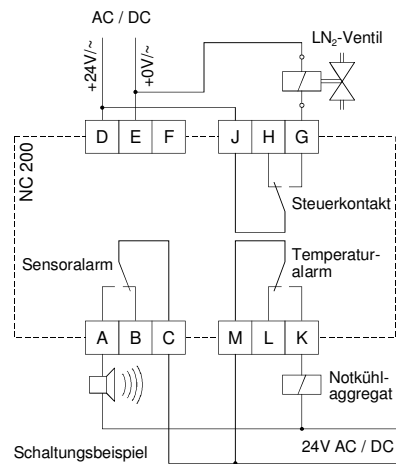 AC / DC
+24V/~
+0V/~
LN₂-Ventil
D E F J H G
NC 200
Steuerkontakt
Sensoralarm
Temperatur-
alarm
A B C M L K
Notkühl-
aggregat
24V AC / DC
Schaltungsbeispiel